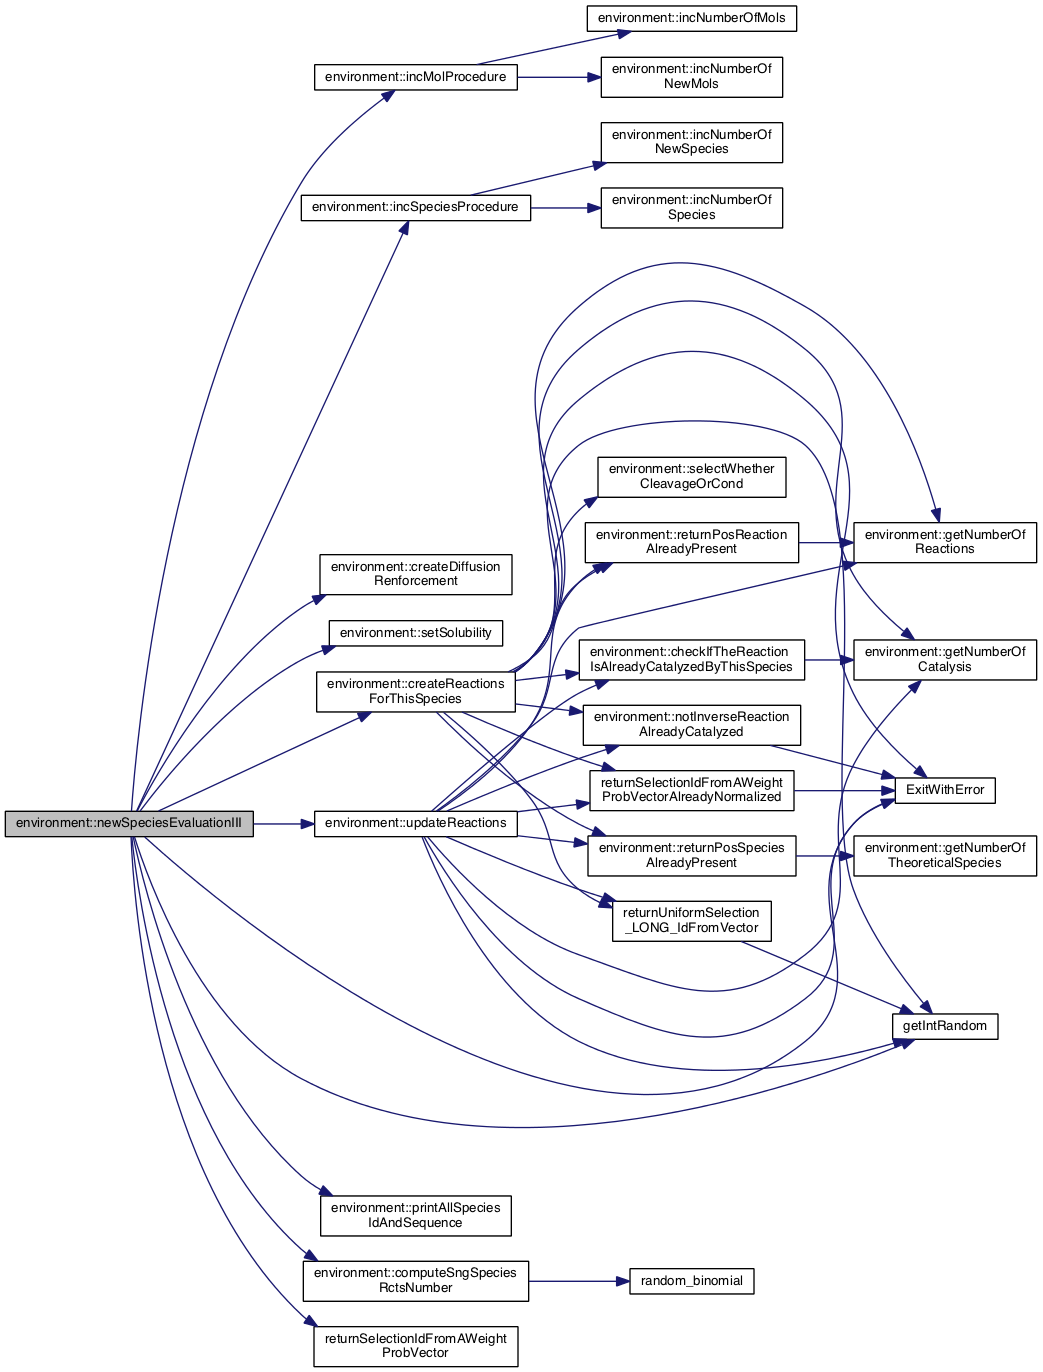 environment::incNumberOfMols
environment::incMolProcedure
environment::incNumberOf
NewMols
environment::incNumberOf
NewSpecies
environment::incSpeciesProcedure
environment::incNumberOf
Species
environment::selectWhether
CleavageOrCond
environment::returnPosReaction
AlreadyPresent
environment::getNumberOf
Reactions
environment::createDiffusion
Renforcement
environment::setSolubility
environment::checkIfTheReaction
IsAlreadyCatalyzedByThisSpecies
environment::getNumberOf
Catalysis
environment::createReactions
ForThisSpecies
environment::notInverseReaction
AlreadyCatalyzed
returnSelectionIdFromAWeight
ProbVectorAlreadyNormalized
ExitWithError
environment::newSpeciesEvaluationIII
environment::updateReactions
environment::returnPosSpecies
AlreadyPresent
environment::getNumberOf
TheoreticalSpecies
returnUniformSelection
_LONG_IdFromVector
getIntRandom
environment::printAllSpecies
IdAndSequence
environment::computeSngSpecies
RctsNumber
random_binomial
returnSelectionIdFromAWeight
ProbVector